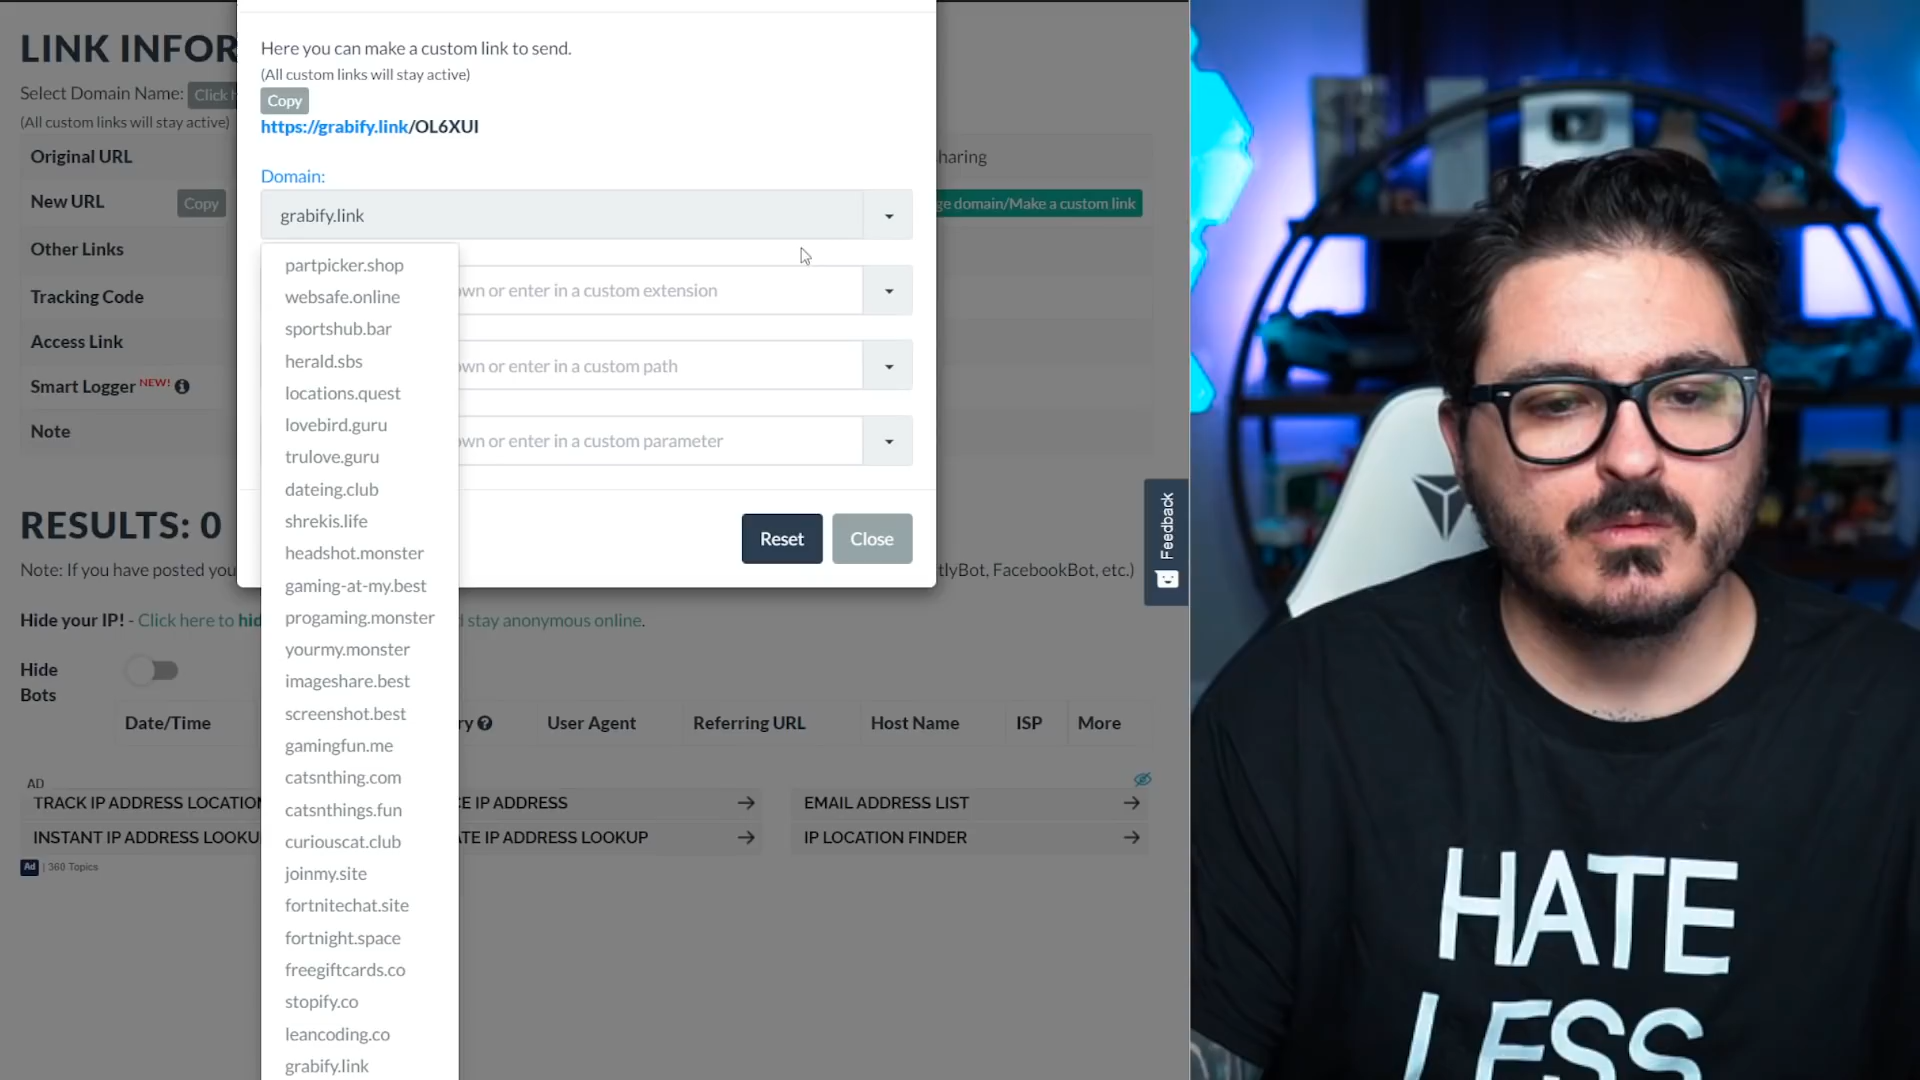 LINK INFOR
Select Domain Name: Click h
(All custom links will stay active)
Original URL
haring
New URL
Copy
ge domain/Make a custom link
Other Links
Tracking Code
Access Link
Smart Logger NEW!
Note
Here you can make a custom link to send.
(All custom links will stay active)
Copy
https://grabify.link/OL6XUI
Domain:
grabify.link
own or enter in a custom extension
own or enter in a custom path
own or enter in a custom parameter
Reset
Close
partpicker.shop
websafe.online
sportshub.bar
herald.sbs
locations.quest
lovebird.guru
trulove.guru
dateing.club
shrekis.life
headshot.monster
gaming-at-my.best
progaming.monster
yourmy.monster
imageshare.best
screenshot.best
gamingfun.me
catsnthing.com
catsnthings.fun
curiouscat.club
joinmy.site
fortnitechat.site
fortnight.space
freegiftcards.co
stopify.co
leancoding.co
grabify.link
Feedback
RESULTS: 0
Note: If you have posted you
tlyBot, FacebookBot, etc.)
Hide your IP! - Click here to hid
stay anonymous online.
Hide
Bots
Date/Time
ry
User Agent
Referring URL
Host Name
ISP
More
AD
TRACK IP ADDRESS LOCATION
CE IP ADDRESS
EMAIL ADDRESS LIST
INSTANT IP ADDRESS LOOKU
ATE IP ADDRESS LOOKUP
IP LOCATION FINDER
Ad | 360 Topics
HATE
LESS